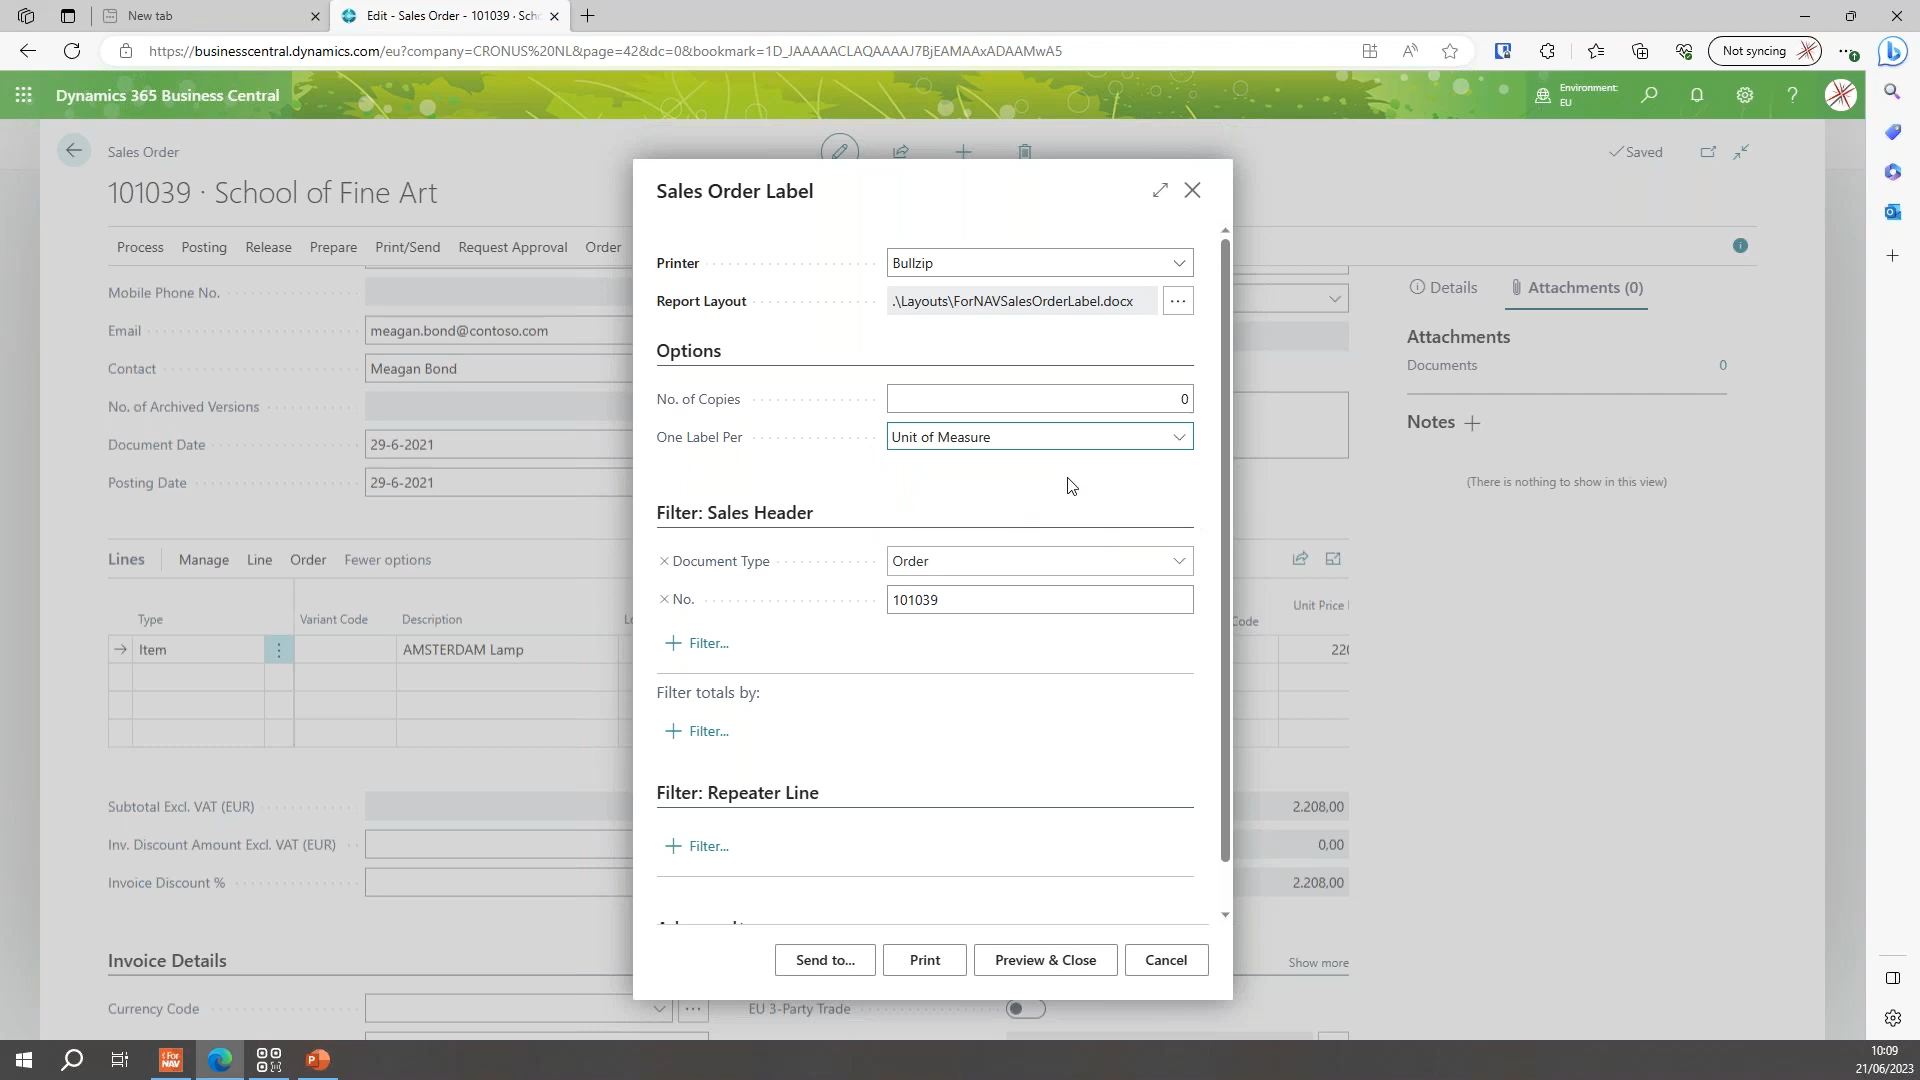 New tab
Edit - Sales Order - 101039 · Scho
https://businesscentral.dynamics.com/eu?company=CRONUS%20NL&page=42&dc=0&bookmark=1D_JAAAAACLAQAAAAJ7BjEAMAAxADAAMwA5
Not syncing
Dynamics 365 Business Central
Environment:
EU
Sales Order
Saved
101039 · School of Fine Art
Process
Posting
Release
Prepare
Print/Send
Request Approval
Order
Mobile Phone No.
Email
meagan.bond@contoso.com
Contact
Meagan Bond
No. of Archived Versions
Document Date
29-6-2021
Posting Date
29-6-2021
Lines
Manage
Line
Order
Fewer options
Type
Variant Code
Description
Code
Unit Price
Item
AMSTERDAM Lamp
220
Subtotal Excl. VAT (EUR)
2.208,00
Inv. Discount Amount Excl. VAT (EUR)
0,00
Invoice Discount %
2.208,00
Invoice Details
Show more
Currency Code
EU 3-Party Trade
Sales Order Label
Printer
Bullzip
Report Layout
.\Layouts\ForNAVSalesOrderLabel.docx
Options
No. of Copies
0
One Label Per
Unit of Measure
Filter: Sales Header
× Document Type
Order
× No.
101039
+ Filter...
Filter totals by:
+ Filter...
Filter: Repeater Line
+ Filter...
Send to...
Print
Preview & Close
Cancel
Details
Attachments (0)
Attachments
Documents
0
Notes
(There is nothing to show in this view)
10:09
21/06/2023